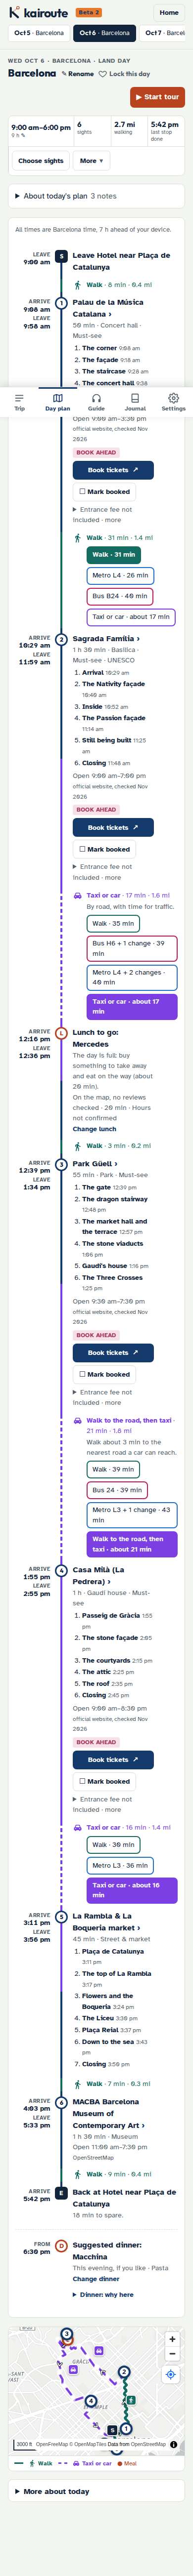 kairoute Beta 2 Home
Oct 5 · Barcelona Oct 6 · Barcelona Oct 7 · Barcel
WED OCT 6 · BARCELONA · LAND DAY
Barcelona ✎ Rename Lock this day
▶ Start tour
9:00 am–6:00 pm
9 h ✎
6
sights
2.7 mi
walking
5:42 pm
last stop
done
Choose sights
More ▾
▶ About today's plan 3 notes
All times are Barcelona time, 7 h ahead of your device.
LEAVE
9:00 am
S
Leave Hotel near Plaça de
Catalunya
Walk · 8 min · 0.4 mi
ARRIVE
9:08 am
LEAVE
9:58 am
1
Palau de la Música
Catalana ›
50 min · Concert hall ·
Must-see
1. The corner 9:08 am
2. The façade 9:18 am
3. The staircase 9:28 am
4. The concert hall 9:38
Trip
Day plan
Guide
Journal
Settings
Open 9:00 am–3:30 pm
official website, checked Nov
2026
BOOK AHEAD
Book tickets ↗
☐ Mark booked
▶ Entrance fee not
included · more
Walk · 31 min · 1.4 mi
Walk · 31 min
Metro L4 · 26 min
Bus B24 · 40 min
Taxi or car · about 17 min
ARRIVE
10:29 am
LEAVE
11:59 am
2
Sagrada Família ›
1 h 30 min · Basilica ·
Must-see · UNESCO
1. Arrival 10:29 am
2. The Nativity façade
10:40 am
3. Inside 10:52 am
4. The Passion façade
11:14 am
5. Still being built 11:25
am
6. Closing 11:48 am
Open 9:00 am–7:00 pm
official website, checked Nov
2026
BOOK AHEAD
Book tickets ↗
☐ Mark booked
▶ Entrance fee not
included · more
Taxi or car · 17 min · 1.6 mi
By road, with time for traffic.
Walk · 35 min
Bus H6 + 1 change · 39
min
Metro L4 + 2 changes ·
40 min
Taxi or car · about 17
min
ARRIVE
12:16 pm
LEAVE
12:36 pm
L
Lunch to go:
Mercedes
The day is full: buy
something to take away
and eat on the way (about
20 min).
On the map, no reviews
checked · 20 min · Hours
not confirmed
Change lunch
Walk · 3 min · 0.2 mi
ARRIVE
12:39 pm
LEAVE
1:34 pm
3
Park Güell ›
55 min · Park · Must-see
1. The gate 12:39 pm
2. The dragon stairway
12:48 pm
3. The market hall and
the terrace 12:57 pm
4. The stone viaducts
1:06 pm
5. Gaudí's house 1:16 pm
6. The Three Crosses
1:25 pm
Open 9:30 am–7:30 pm
official website, checked Nov
2026
BOOK AHEAD
Book tickets ↗
☐ Mark booked
▶ Entrance fee not
included · more
Walk to the road, then taxi ·
21 min · 1.8 mi
Walk about 3 min to the
nearest road a car can reach.
Walk · 39 min
Bus 24 · 39 min
Metro L3 + 1 change · 43
min
Walk to the road, then
taxi · about 21 min
ARRIVE
1:55 pm
LEAVE
2:55 pm
4
Casa Milà (La
Pedrera) ›
1 h · Gaudí house · Must-
see
1. Passeig de Gràcia 1:55
pm
2. The stone façade 2:05
pm
3. The courtyards 2:15 pm
4. The attic 2:25 pm
5. The roof 2:35 pm
6. Closing 2:45 pm
Open 9:00 am–8:30 pm
official website, checked Nov
2026
BOOK AHEAD
Book tickets ↗
☐ Mark booked
▶ Entrance fee not
included · more
Taxi or car · 16 min · 1.4 mi
Walk · 30 min
Metro L3 · 36 min
Taxi or car · about 16
min
ARRIVE
3:11 pm
LEAVE
3:56 pm
5
La Rambla & La
Boqueria market ›
45 min · Street & market
1. Plaça de Catalunya
3:11 pm
2. The top of La Rambla
3:17 pm
3. Flowers and the
Boqueria 3:24 pm
4. The Liceu 3:30 pm
5. Plaça Reial 3:37 pm
6. Down to the sea 3:43
pm
7. Closing 3:50 pm
Walk · 7 min · 0.3 mi
ARRIVE
4:03 pm
LEAVE
5:33 pm
6
MACBA Barcelona
Museum of
Contemporary Art ›
1 h 30 min · Museum
Open 11:00 am–7:30 pm
OpenStreetMap
Walk · 9 min · 0.4 mi
ARRIVE
5:42 pm
E
Back at Hotel near Plaça de
Catalunya
18 min to spare.
FROM
6:30 pm
D
Suggested dinner:
Macchina
This evening, if you like · Pasta
Change dinner
▶ Dinner: why here
3
2
4
1
S
GRÀCI
-SANT
3000 ft OpenFreeMap © OpenMapTiles Data from OpenStreetMap
+
−
Walk Taxi or car Meal
▶ More about today